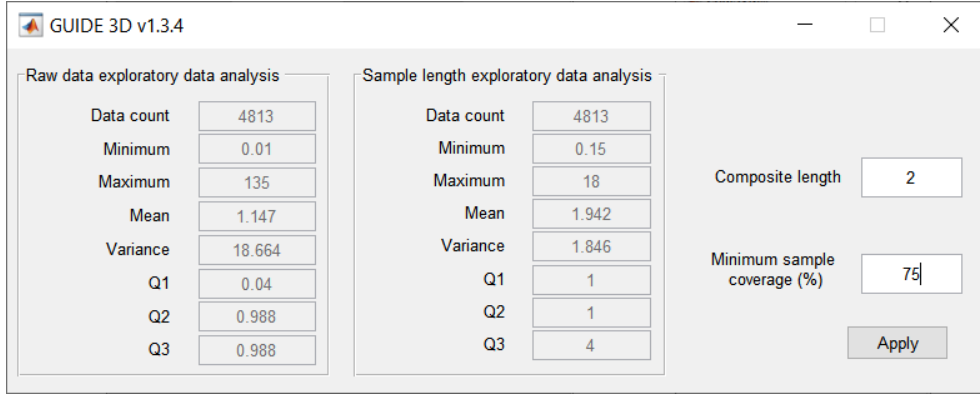 GUIDE 3D v1.3.4
Raw data exploratory data analysis
Data count 4813
Minimum 0.01
Maximum 135
Mean 1.147
Variance 18.664
Q1 0.04
Q2 0.988
Q3 0.988
Sample length exploratory data analysis
Data count 4813
Minimum 0.15
Maximum 18
Mean 1.942
Variance 1.846
Q1 1
Q2 1
Q3 4
Composite length 2
Minimum sample
coverage (%) 75
Apply